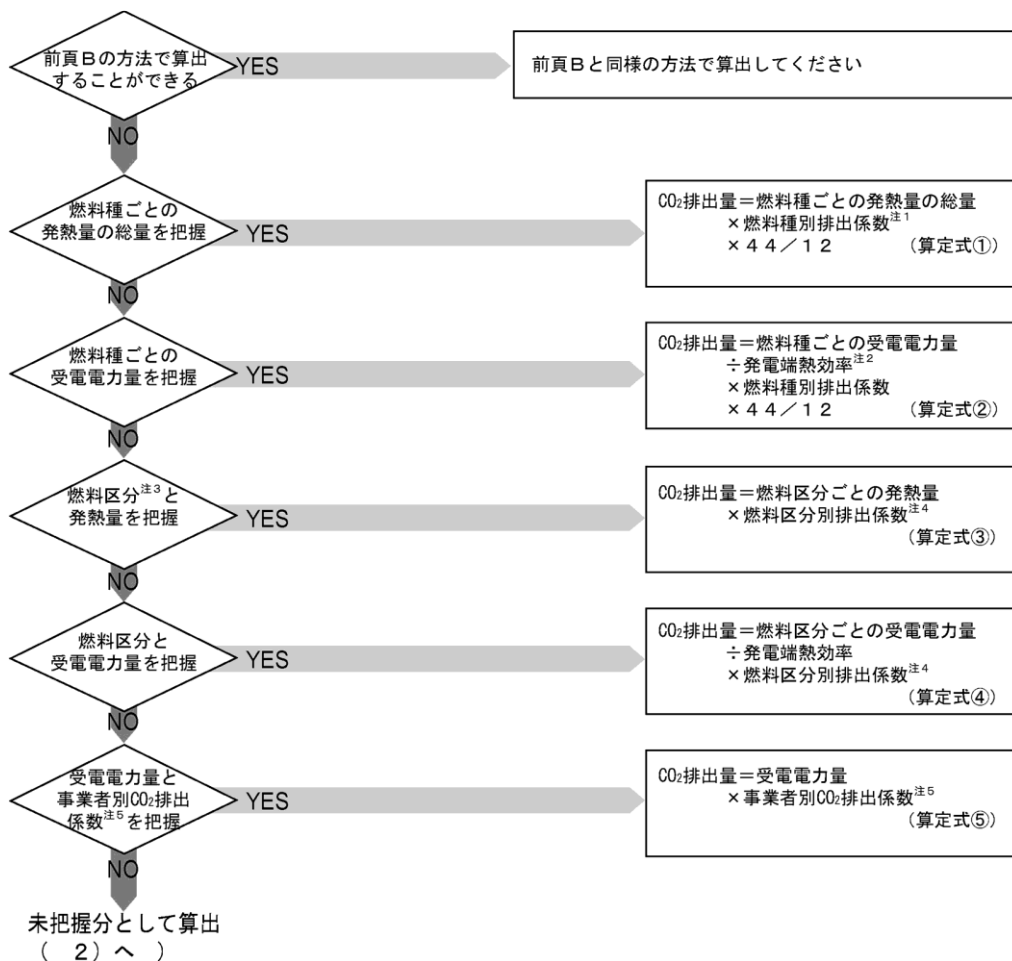 前頁Ｂの方法で算出
することができる
YES
前頁Ｂと同様の方法で算出してください
NO
燃料種ごとの
発熱量の総量を把握
YES
CO₂排出量＝燃料種ごとの発熱量の総量
×燃料種別排出係数注１
×４４／１２　（算定式①）
NO
燃料種ごとの
受電電力量を把握
YES
CO₂排出量＝燃料種ごとの受電電力量
÷発電端熱効率注２
×燃料種別排出係数
×４４／１２　（算定式②）
NO
燃料区分注３と
発熱量を把握
YES
CO₂排出量＝燃料区分ごとの発熱量
×燃料区分別排出係数注４
（算定式③）
NO
燃料区分と
受電電力量を把握
YES
CO₂排出量＝燃料区分ごとの受電電力量
÷発電端熱効率
×燃料区分別排出係数注４
（算定式④）
NO
受電電力量と
事業者別CO₂排出
係数注５を把握
YES
CO₂排出量＝受電電力量
×事業者別CO₂排出係数注５
（算定式⑤）
NO
未把握分として算出
（　２）へ　）